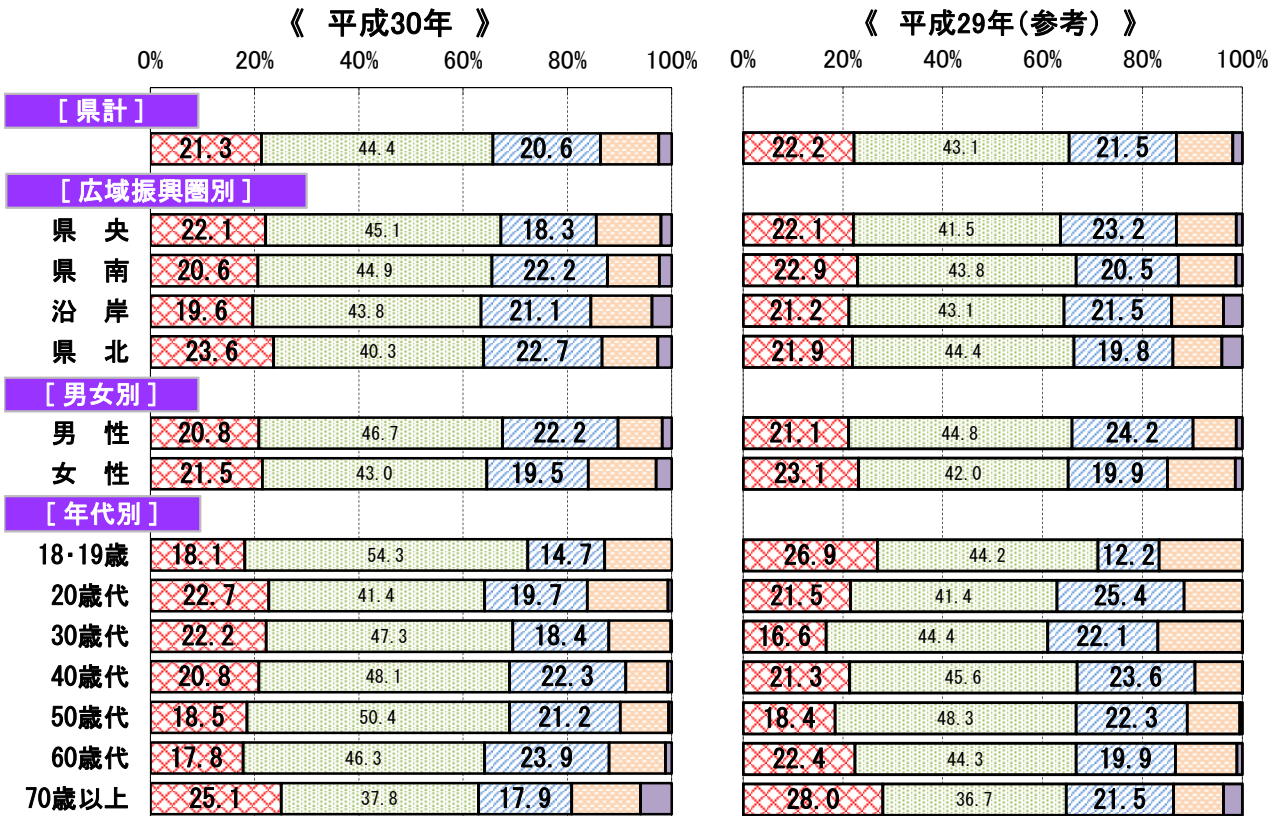 《 平成30年 》 《 平成29年(参考) 》
0% 20% 40% 60% 80% 100% 0% 20% 40% 60% 80% 100%
[ 県計 ]
21.3 44.4 20.6 22.2 43.1 21.5
[ 広域振興圏別 ]
県 央 22.1 45.1 18.3 22.1 41.5 23.2
県 南 20.6 44.9 22.2 22.9 43.8 20.5
沿 岸 19.6 43.8 21.1 21.2 43.1 21.5
県 北 23.6 40.3 22.7 21.9 44.4 19.8
[ 男女別 ]
男 性 20.8 46.7 22.2 21.1 44.8 24.2
女 性 21.5 43.0 19.5 23.1 42.0 19.9
[ 年代別 ]
18・19歳 18.1 54.3 14.7 26.9 44.2 12.2
20歳代 22.7 41.4 19.7 21.5 41.4 25.4
30歳代 22.2 47.3 18.4 16.6 44.4 22.1
40歳代 20.8 48.1 22.3 21.3 45.6 23.6
50歳代 18.5 50.4 21.2 18.4 48.3 22.3
60歳代 17.8 46.3 23.9 22.4 44.3 19.9
70歳以上 25.1 37.8 17.9 28.0 36.7 21.5